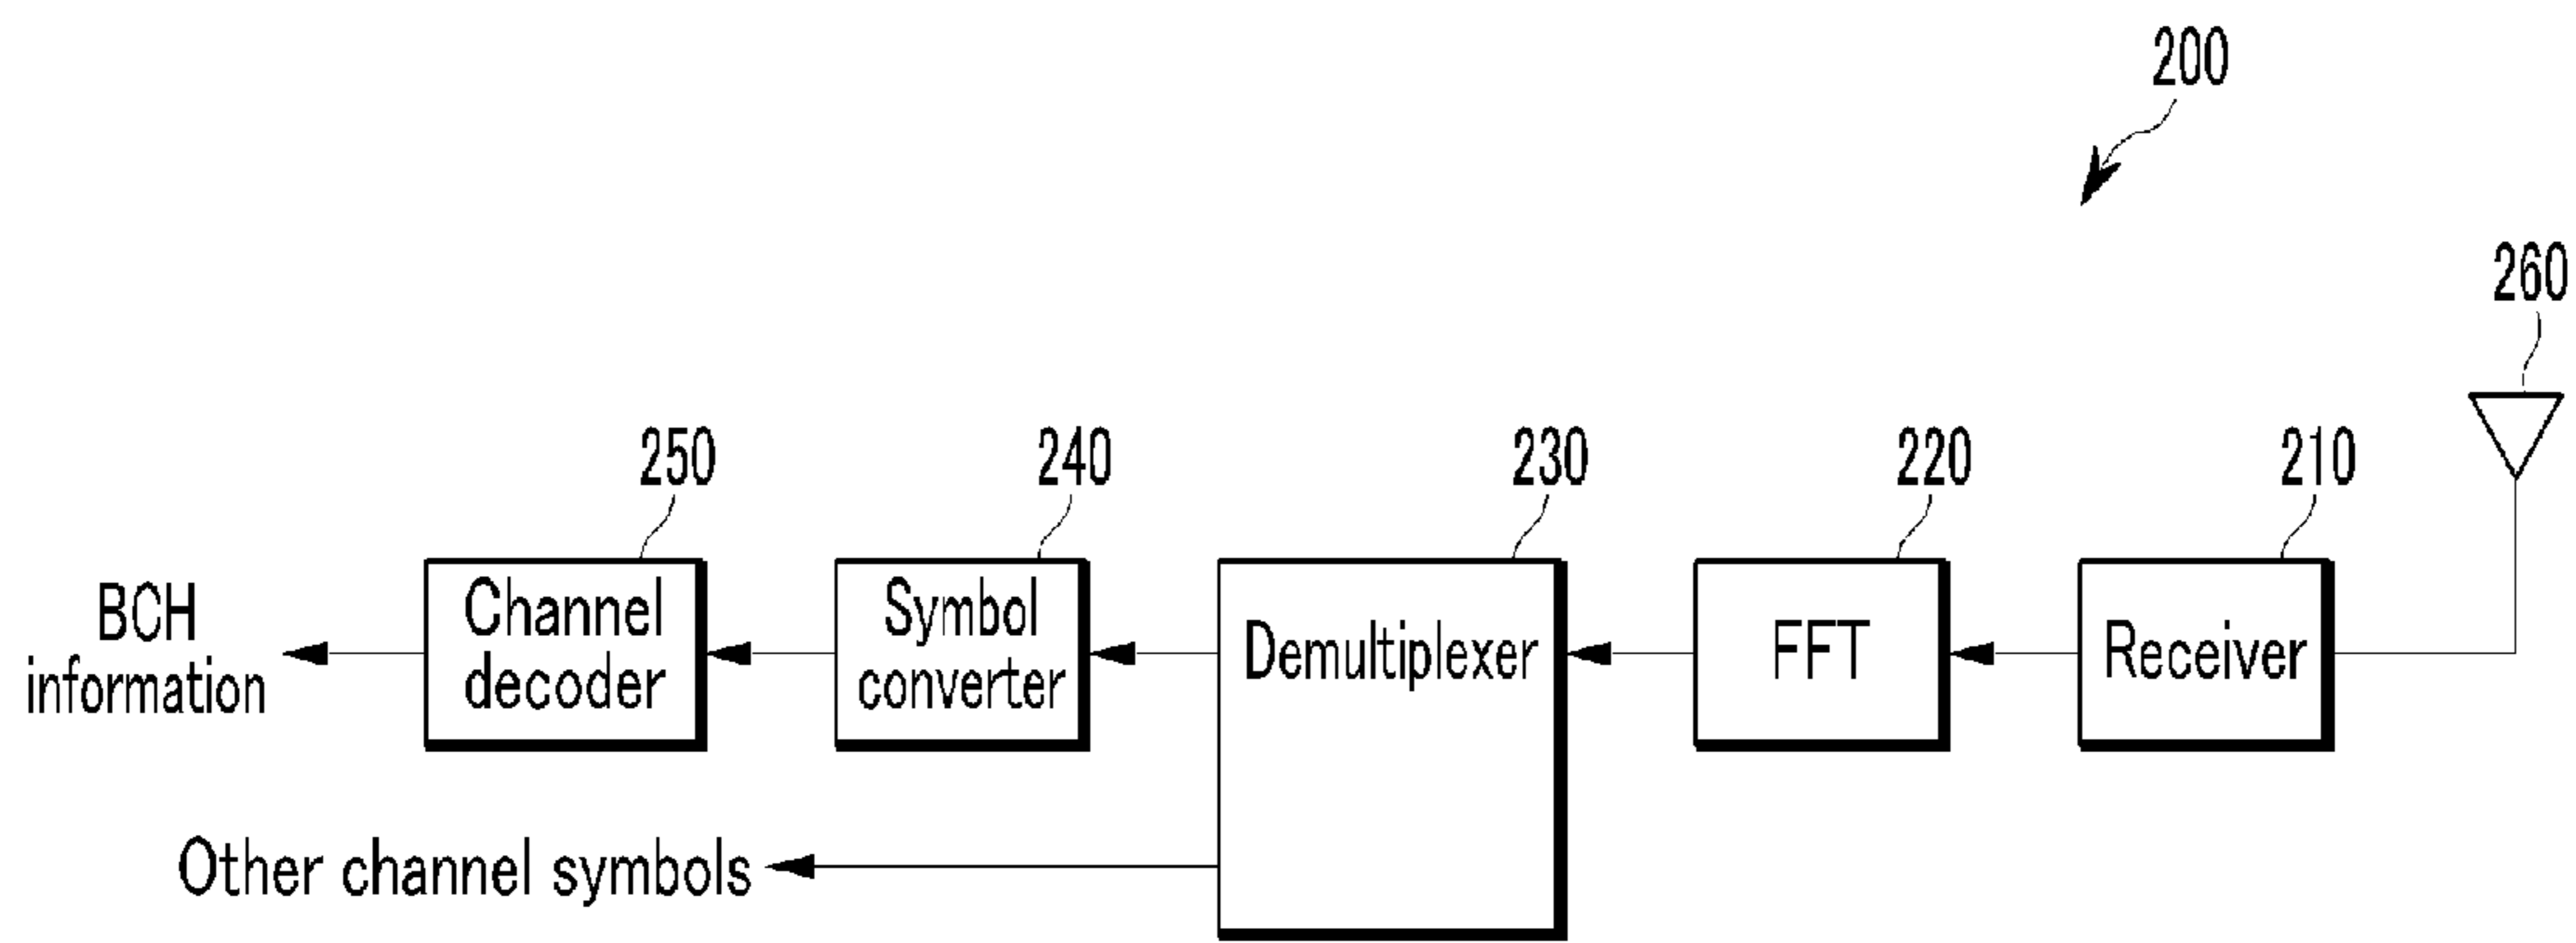 200
260
250
240
230
220
210
BCH
information
Channel
decoder
Symbol
converter
Demultiplexer
FFT
Receiver
Other channel symbols